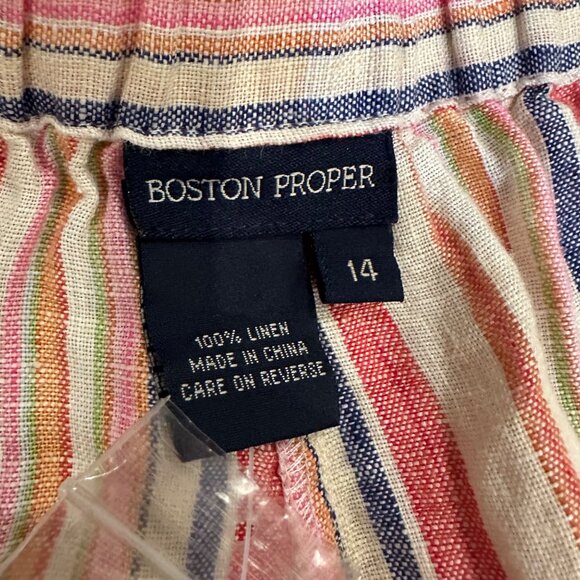 BOSTON PROPER
14
100% LINEN
MADE IN CHINA
CARE ON REVERSE